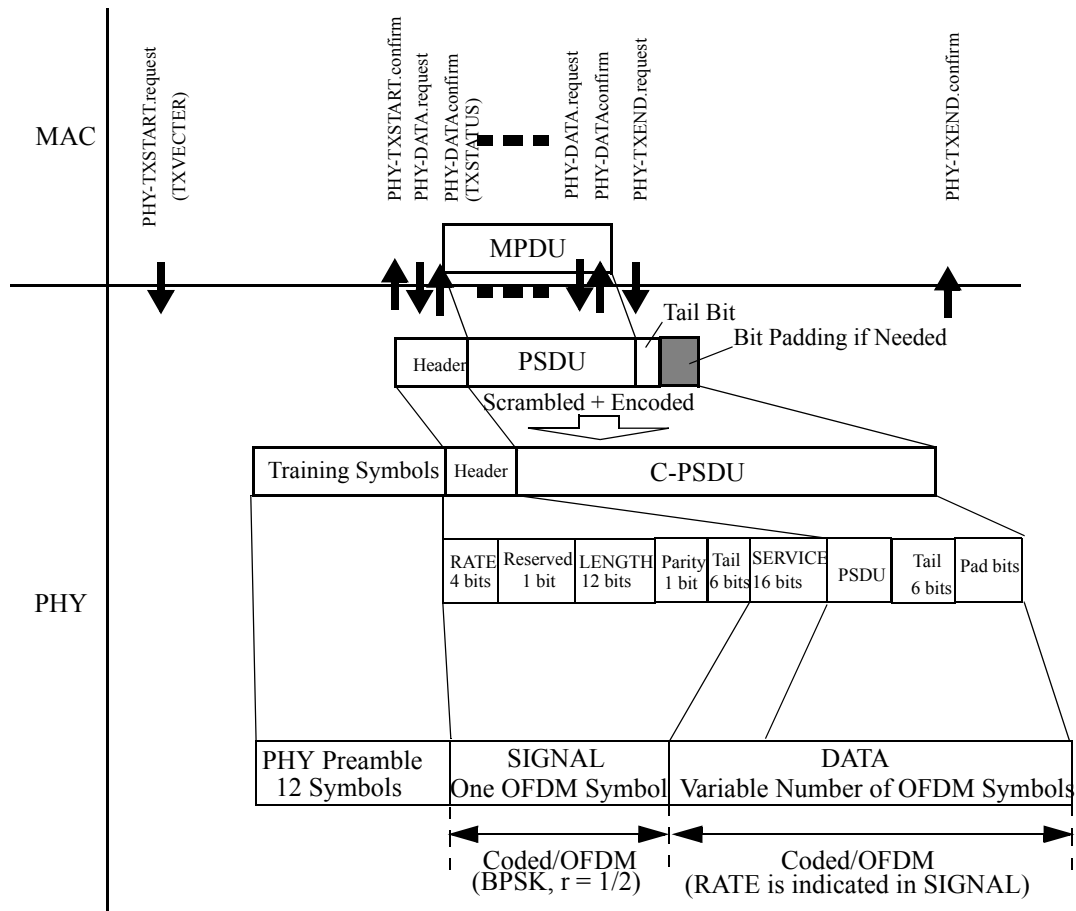 PHY-TXSTART.request
(TXVECTER)
PHY-TXSTART.confirm
PHY-DATA.request
PHY-DATAconfirm
(TXSTATUS)
PHY-DATA.request
PHY-DATAconfirm
PHY-TXEND.request
PHY-TXEND.confirm
MAC
MPDU
Tail Bit
Bit Padding if Needed
Header
PSDU
Scrambled + Encoded
Training Symbols
Header
C-PSDU
PHY
RATE
4 bits
Reserved
1 bit
LENGTH
12 bits
Parity
1 bit
Tail
6 bits
SERVICE
16 bits
PSDU
Tail
6 bits
Pad bits
PHY Preamble
12 Symbols
SIGNAL
One OFDM Symbol
DATA
Variable Number of OFDM Symbols
Coded/OFDM
(BPSK, r = 1/2)
Coded/OFDM
(RATE is indicated in SIGNAL)